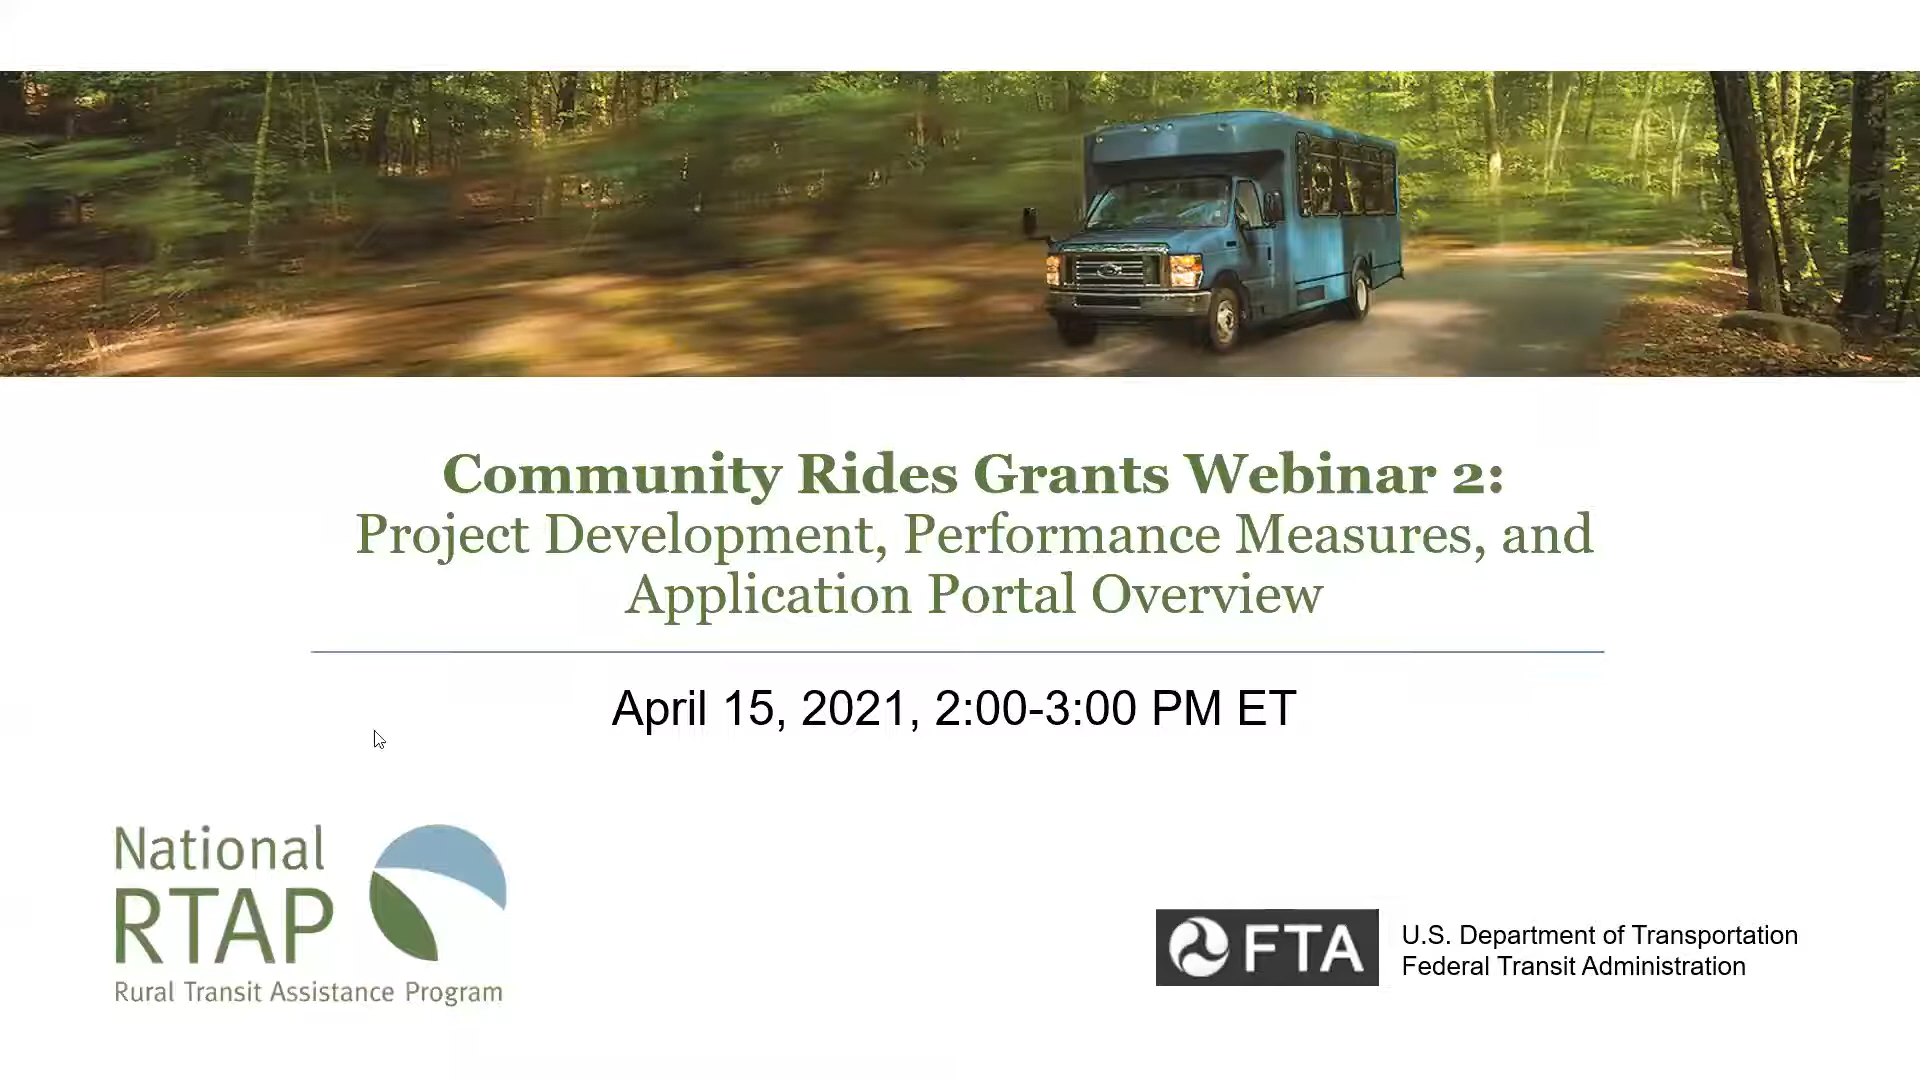 Community Rides Grants Webinar 2:
Project Development, Performance Measures, and
Application Portal Overview
April 15, 2021, 2:00-3:00 PM ET
National
RTAP
Rural Transit Assistance Program
FTA
U.S. Department of Transportation
Federal Transit Administration